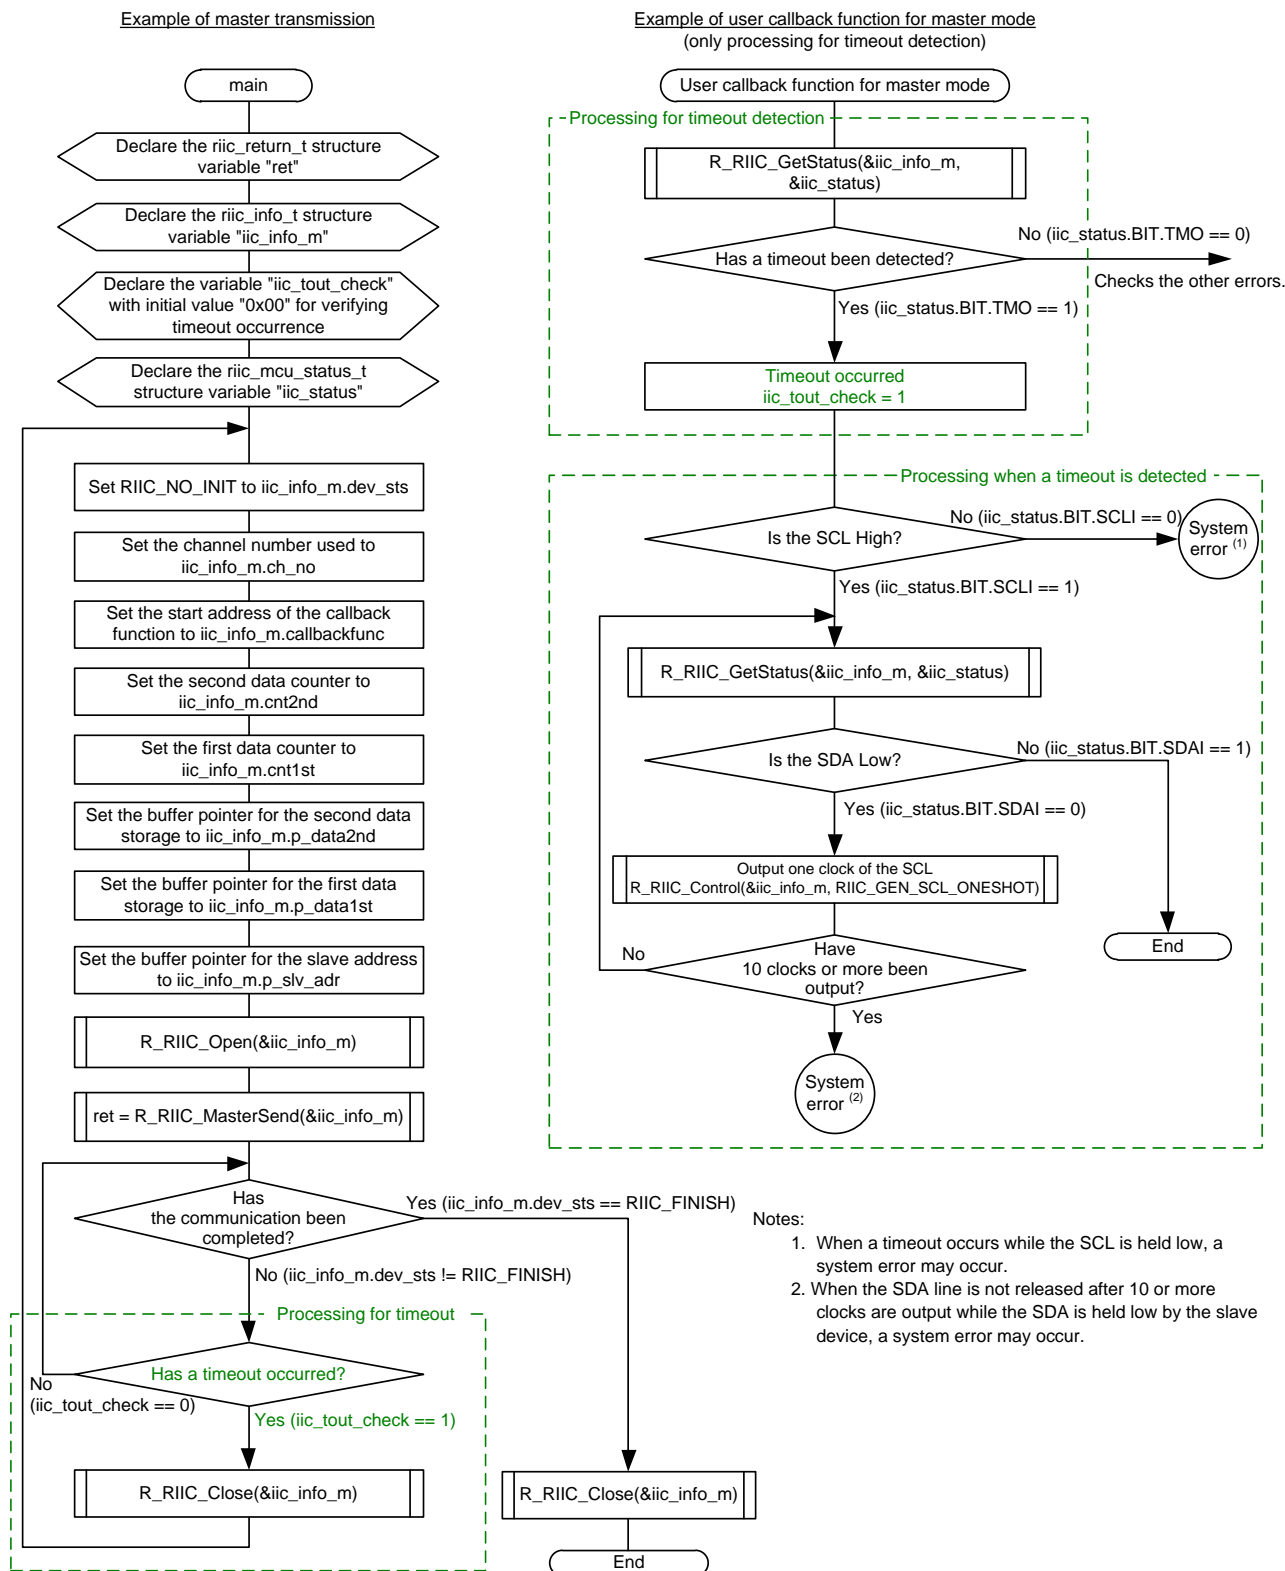 Example of master transmission
main
Declare the riic_return_t structure
variable "ret"
Declare the riic_info_t structure
variable "iic_info_m"
Declare the variable "iic_tout_check"
with initial value "0x00" for verifying
timeout occurrence
Declare the riic_mcu_status_t
structure variable "iic_status"
Set RIIC_NO_INIT to iic_info_m.dev_sts
Set the channel number used to
iic_info_m.ch_no
Set the start address of the callback
function to iic_info_m.callbackfunc
Set the second data counter to
iic_info_m.cnt2nd
Set the first data counter to
iic_info_m.cnt1st
Set the buffer pointer for the second data
storage to iic_info_m.p_data2nd
Set the buffer pointer for the first data
storage to iic_info_m.p_data1st
Set the buffer pointer for the slave address
to iic_info_m.p_slv_adr
R_RIIC_Open(&iic_info_m)
ret = R_RIIC_MasterSend(&iic_info_m)
Has
the communication been
completed?
Yes (iic_info_m.dev_sts == RIIC_FINISH)
No (iic_info_m.dev_sts != RIIC_FINISH)
Processing for timeout
Has a timeout occurred?
No
(iic_tout_check == 0)
Yes (iic_tout_check == 1)
R_RIIC_Close(&iic_info_m)
R_RIIC_Close(&iic_info_m)
End
Example of user callback function for master mode
(only processing for timeout detection)
User callback function for master mode
Processing for timeout detection
R_RIIC_GetStatus(&iic_info_m,
&iic_status)
Has a timeout been detected?
No (iic_status.BIT.TMO == 0)
Checks the other errors.
Yes (iic_status.BIT.TMO == 1)
Timeout occurred
iic_tout_check = 1
Processing when a timeout is detected
Is the SCL High?
No (iic_status.BIT.SCLI == 0)
System
error (1)
Yes (iic_status.BIT.SCLI == 1)
R_RIIC_GetStatus(&iic_info_m, &iic_status)
Is the SDA Low?
No (iic_status.BIT.SDAI == 1)
Yes (iic_status.BIT.SDAI == 0)
Output one clock of the SCL
R_RIIC_Control(&iic_info_m, RIIC_GEN_SCL_ONESHOT)
End
Have
10 clocks or more been
output?
No
Yes
System
error (2)
Notes:
1. When a timeout occurs while the SCL is held low, a
system error may occur.
2. When the SDA line is not released after 10 or more
clocks are output while the SDA is held low by the slave
device, a system error may occur.